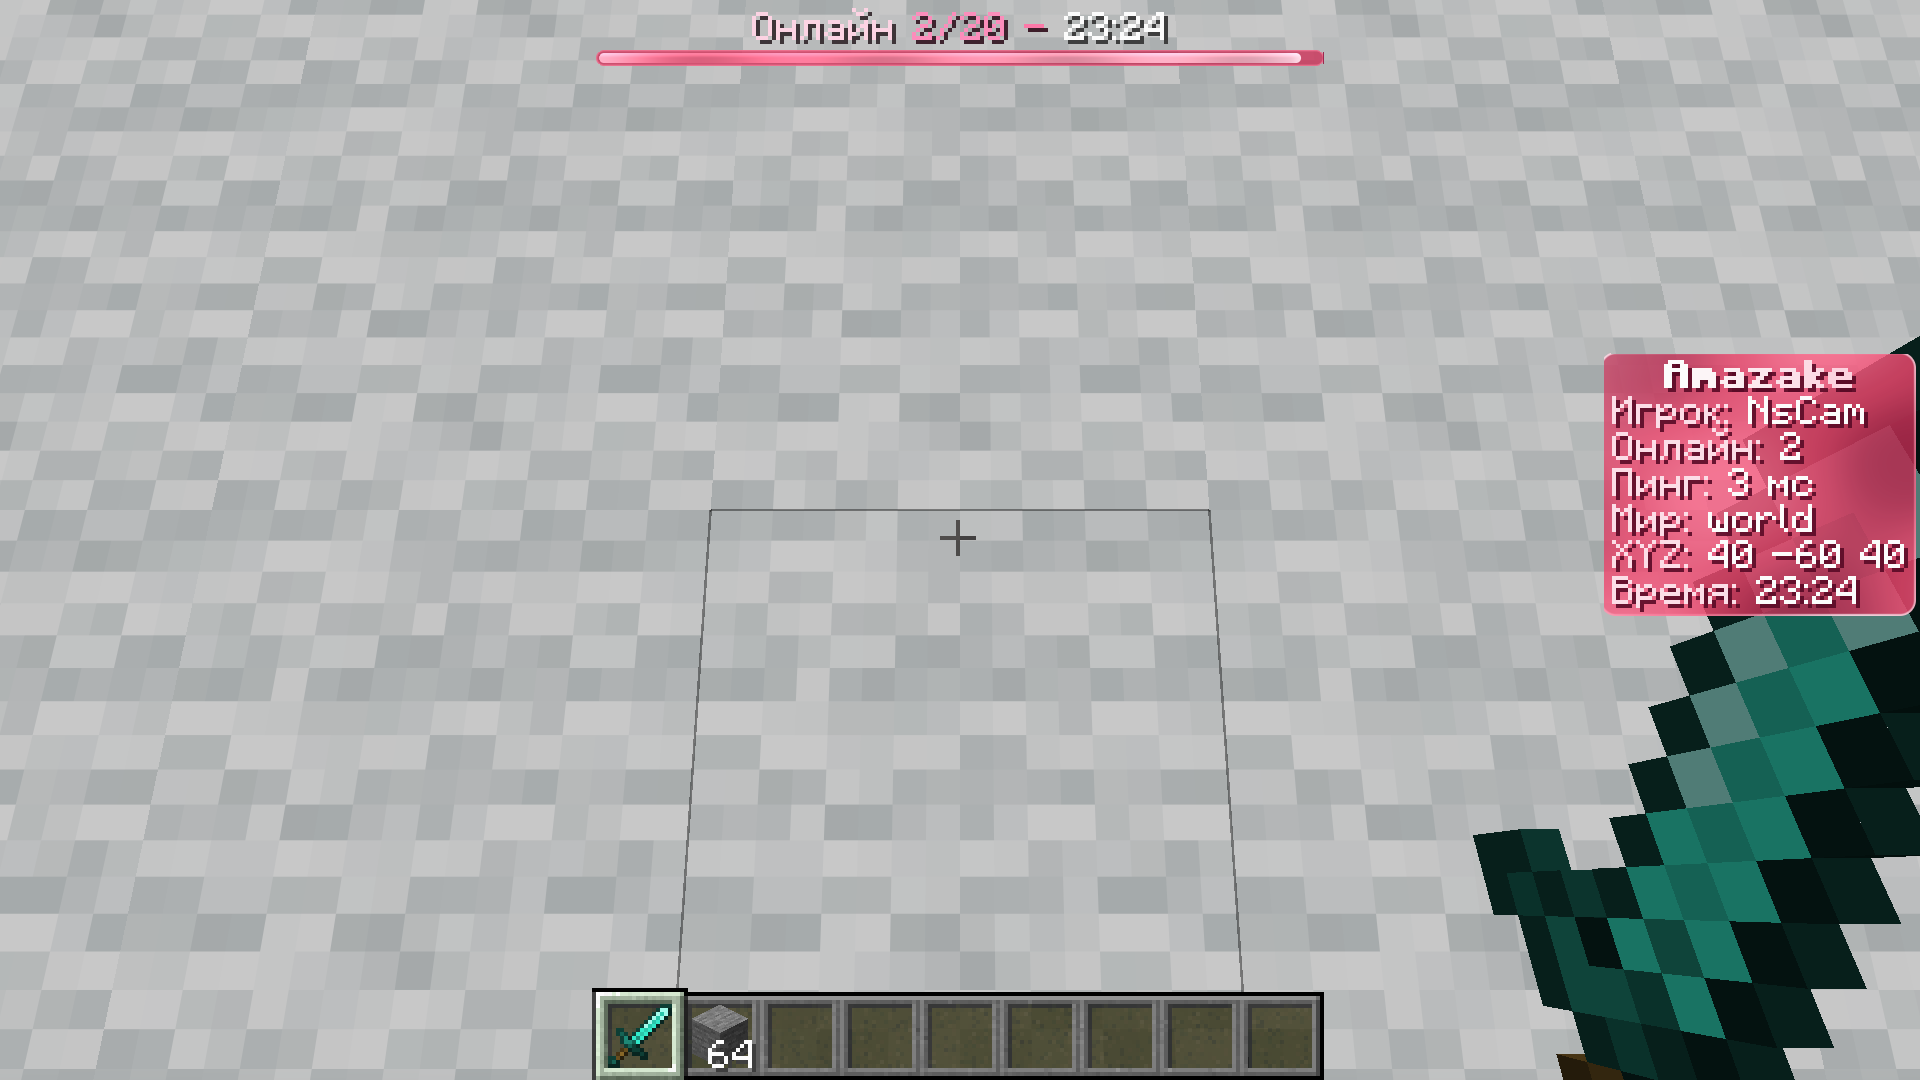 Онлайн 2/20 - 23:24
Amazake
Игрок: NsCam
Онлайн: 2
Пинг: 3 мс
Мир: world
XYZ: 40 -60 40
Время: 23:24
64